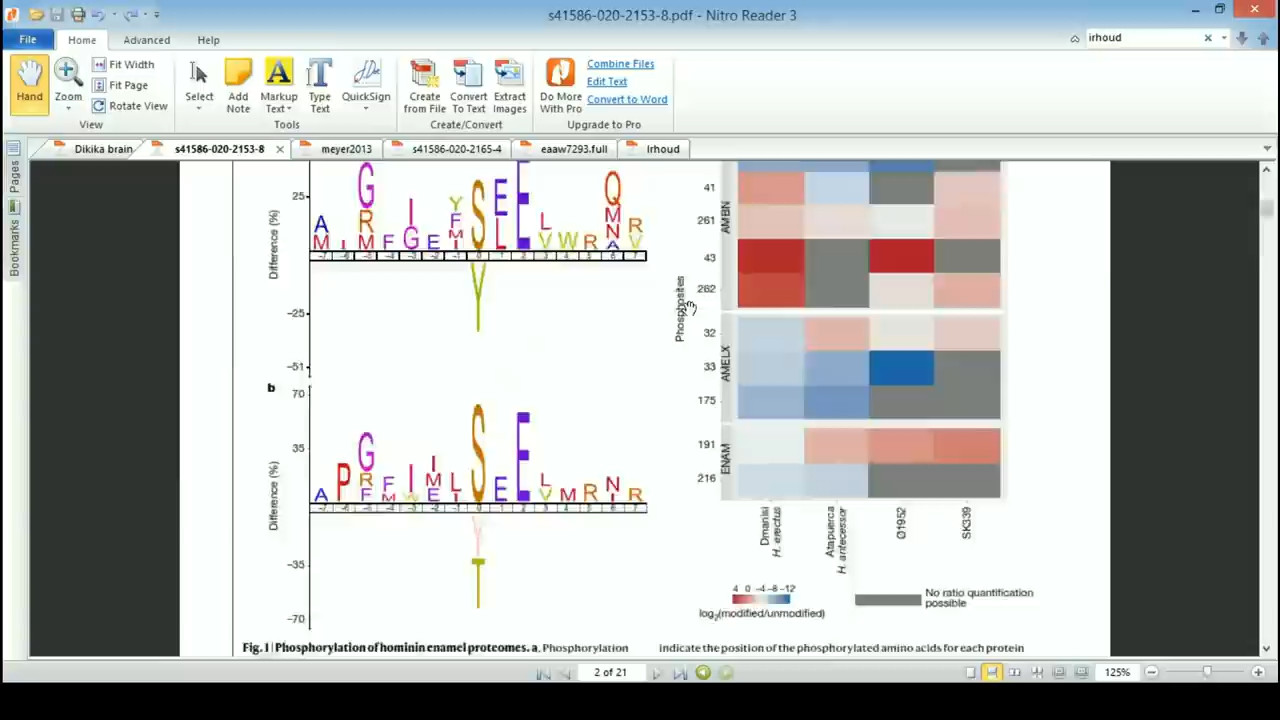 s41586-020-2153-8.pdf - Nitro Reader 3
File
Home
Advanced
Help
irhoud
Hand
Zoom
Fit Width
Fit Page
Rotate View
View
Select
Add Note
Markup Text
Type Text
QuickSign
Tools
Create from File
Convert To Text
Extract Images
Create/Convert
Do More With Pro
Combine Files
Edit Text
Convert to Word
Upgrade to Pro
Dikika brain
s41586-020-2153-8
meyer2013
s41586-020-2165-4
eaaw7293.full
Irhoud
Pages
Bookmarks
Difference (%)
25
-25
-51
b
70
35
-35
-70
Difference (%)
Phosphosites
AMBN
41
261
43
262
AMELX
32
33
175
ENAM
191
216
Dmanisi
H. erectus
Atapuerca
H. antecessor
Ø1952
SK339
4 0 -4 -8 -12
log2(modified/unmodified)
No ratio quantification
possible
Fig. 1 | Phosphorylation of hominin enamel proteomes. a, Phosphorylation
indicate the position of the phosphorylated amino acids for each protein
2 of 21
125%